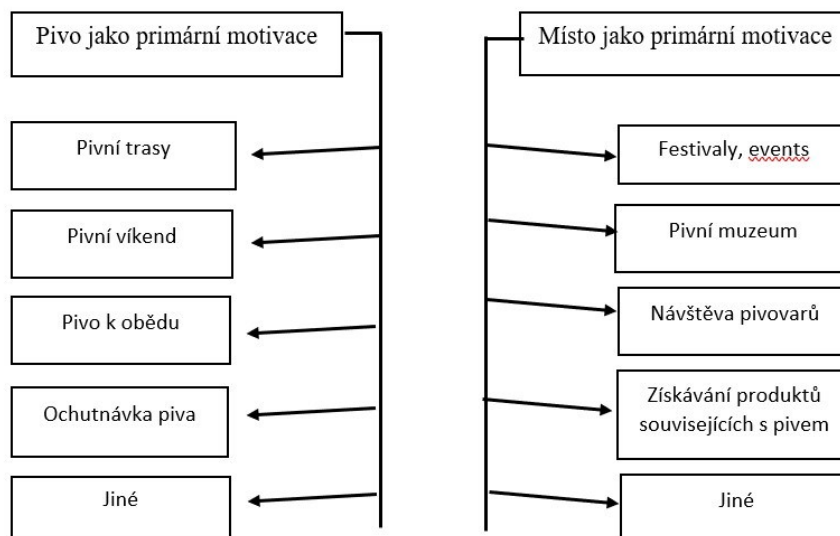 Pivo jako primární motivace
Pivní trasy
Pivní víkend
Pivo k obědu
Ochutnávka piva
Jiné
Místo jako primární motivace
Festivaly, events
Pivní muzeum
Návštěva pivovarů
Získávání produktů
souvisejících s pivem
Jiné